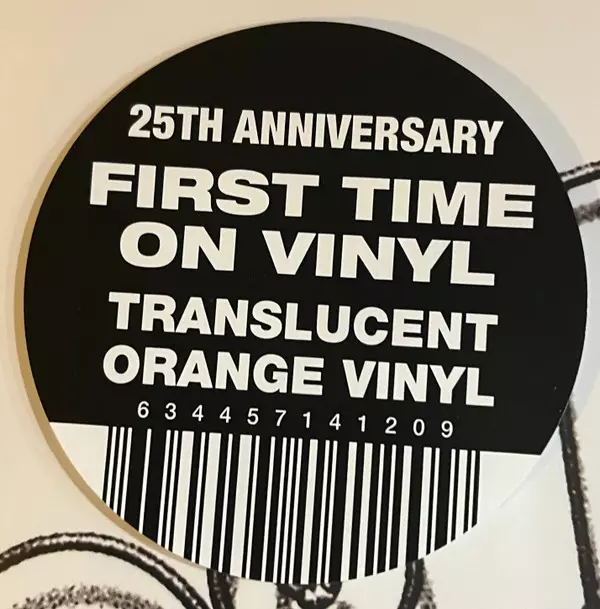 25TH ANNIVERSARY
FIRST TIME
ON VINYL
TRANSLUCENT
ORANGE VINYL
634457141209